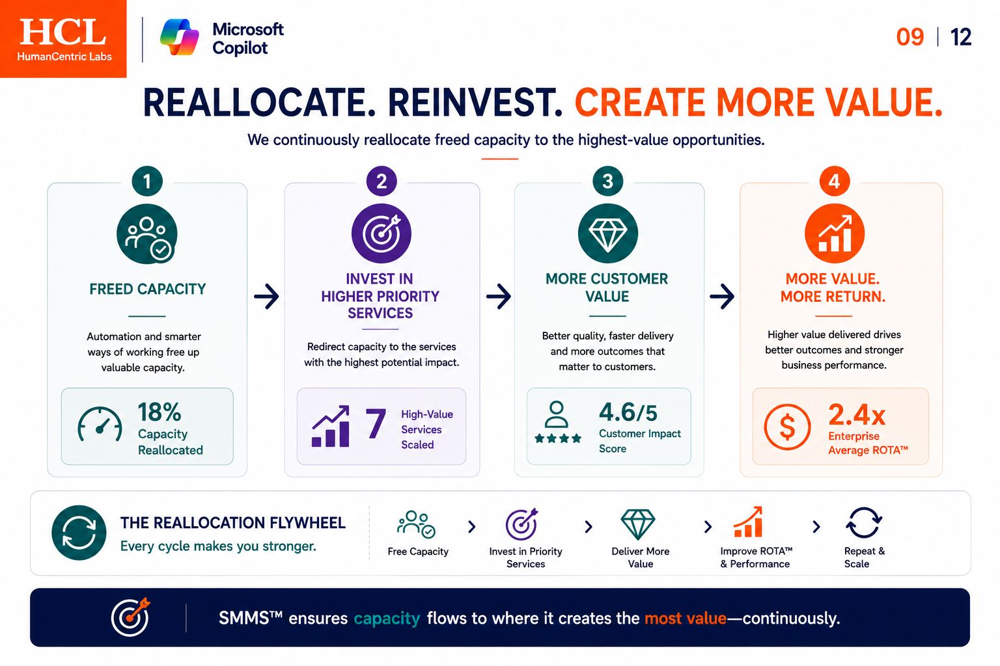 HCL
HumanCentric Labs
Microsoft
Copilot
09 | 12
REALLOCATE. REINVEST. CREATE MORE VALUE.
We continuously reallocate freed capacity to the highest-value opportunities.
1
FREED CAPACITY
Automation and smarter
ways of working free up
valuable capacity.
18%
Capacity
Reallocated
2
INVEST IN
HIGHER PRIORITY
SERVICES
Redirect capacity to the services
with the highest potential impact.
7
High-Value
Services
Scaled
3
MORE CUSTOMER
VALUE
Better quality, faster delivery
and more outcomes that
matter to customers.
4.6/5
Customer Impact
Score
4
MORE VALUE.
MORE RETURN.
Higher value delivered drives
better outcomes and stronger
business performance.
$
2.4x
Enterprise
Average ROTA™
THE REALLOCATION FLYWHEEL
Every cycle makes you stronger.
Free Capacity
Invest in Priority
Services
Deliver More
Value
Improve ROTA™
& Performance
Repeat &
Scale
SMMS™ ensures capacity flows to where it creates the most value—continuously.